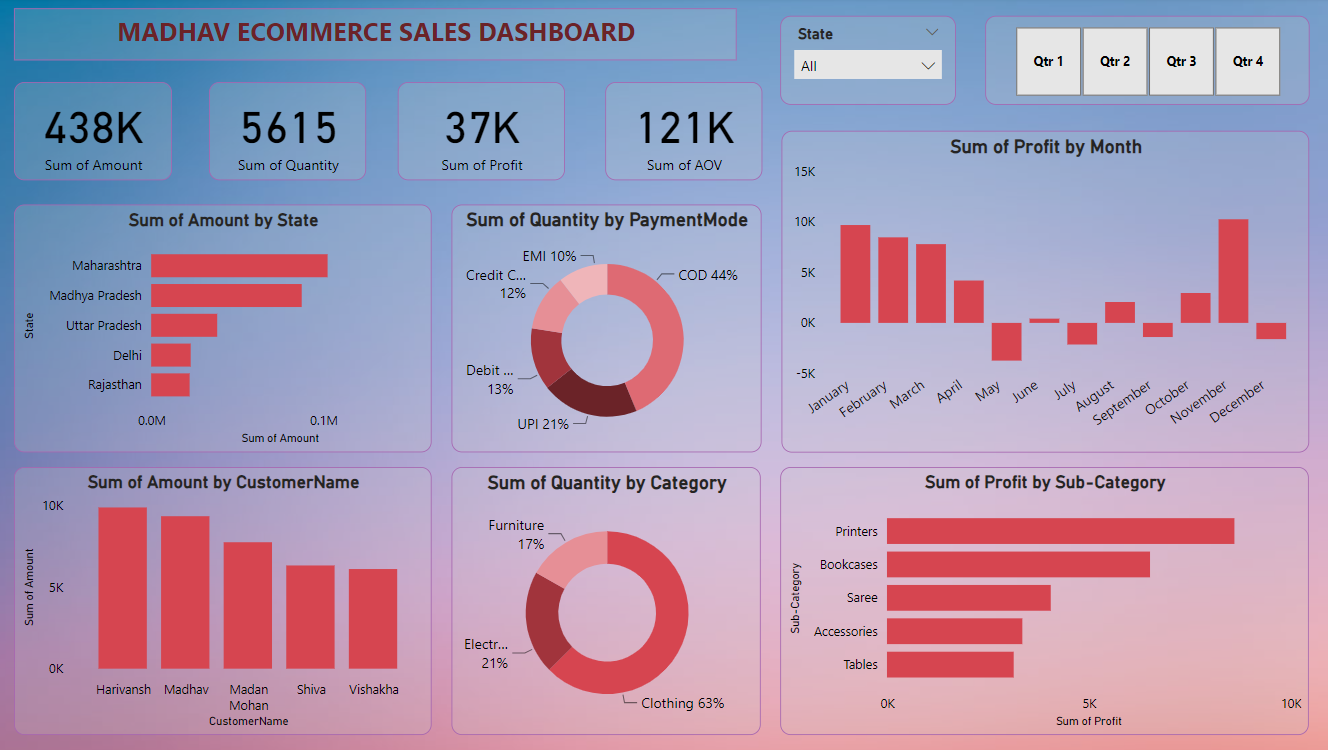 MADHAV ECOMMERCE SALES DASHBOARD
State
All
Qtr 1
Qtr 2
Qtr 3
Qtr 4
438K
Sum of Amount
5615
Sum of Quantity
37K
Sum of Profit
121K
Sum of AOV
Sum of Profit by Month
15K
10K
5K
0K
-5K
January
February
March
April
May
June
July
August
September
October
November
December
Sum of Amount by State
State
Maharashtra
Madhya Pradesh
Uttar Pradesh
Delhi
Rajasthan
0.0M
0.1M
Sum of Amount
Sum of Quantity by PaymentMode
EMI 10%
COD 44%
Credit C...
12%
Debit ...
13%
UPI 21%
Sum of Amount by CustomerName
Sum of Amount
10K
5K
0K
Harivansh
Madhav
Madan
Mohan
Shiva
Vishakha
CustomerName
Sum of Quantity by Category
Furniture
17%
Electr...
21%
Clothing 63%
Sum of Profit by Sub-Category
Sub-Category
Printers
Bookcases
Saree
Accessories
Tables
0K
5K
10K
Sum of Profit